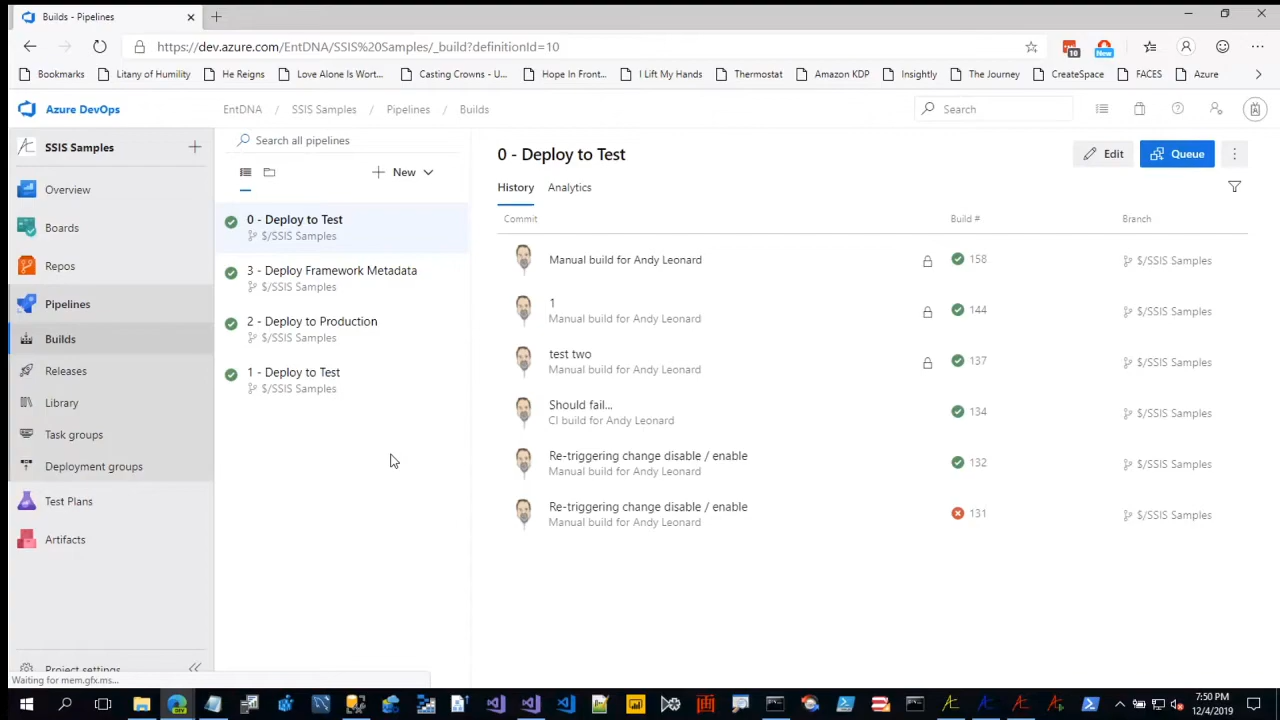 Builds - Pipelines
https://dev.azure.com/EntDNA/SSIS%20Samples/_build?definitionId=10
10
New
Bookmarks
Litany of Humility
He Reigns
Love Alone Is Wort...
Casting Crowns - U...
Hope In Front...
I Lift My Hands
Thermostat
Amazon KDP
Insightly
The Journey
CreateSpace
FACES
Azure
Azure DevOps
EntDNA / SSIS Samples / Pipelines / Builds
Search
SSIS Samples
Overview
Boards
Repos
Pipelines
Builds
Releases
Library
Task groups
Deployment groups
Test Plans
Artifacts
Project settings
Waiting for mem.gfx.ms...
Search all pipelines
New
0 - Deploy to Test
$/SSIS Samples
3 - Deploy Framework Metadata
$/SSIS Samples
2 - Deploy to Production
$/SSIS Samples
1 - Deploy to Test
$/SSIS Samples
0 - Deploy to Test
Edit
Queue
History
Analytics
Commit
Build #
Branch
Manual build for Andy Leonard
158
$/SSIS Samples
1
Manual build for Andy Leonard
144
$/SSIS Samples
test two
Manual build for Andy Leonard
137
$/SSIS Samples
Should fail...
CI build for Andy Leonard
134
$/SSIS Samples
Re-triggering change disable / enable
Manual build for Andy Leonard
132
$/SSIS Samples
Re-triggering change disable / enable
Manual build for Andy Leonard
131
$/SSIS Samples
7:50 PM
12/4/2019